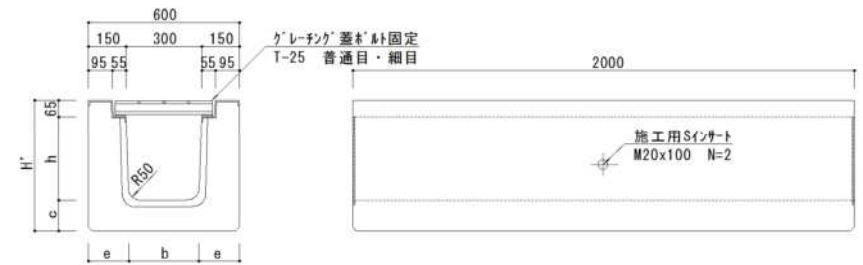 600
150 300 150
95 55 55 95
グレーチング蓋ボルト固定
T-25 普通目・細目
65
h
H'
c
R50
e b e
2000
施工用Sインサート
M20x100 N=2